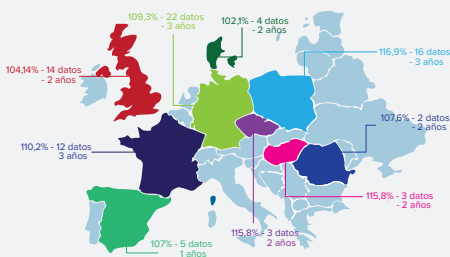 109,3% - 22 datos
- 3 años
102,1% - 4 datos
- 2 años
116,9% - 16 datos
- 3 años
104,14% - 14 datos
- 2 años
107,6% - 2 datos
- 2 años
110,2% - 12 datos
3 años
115,8% - 3 datos
- 2 años
115,8% - 3 datos
2 años
107% - 5 datos
1 años